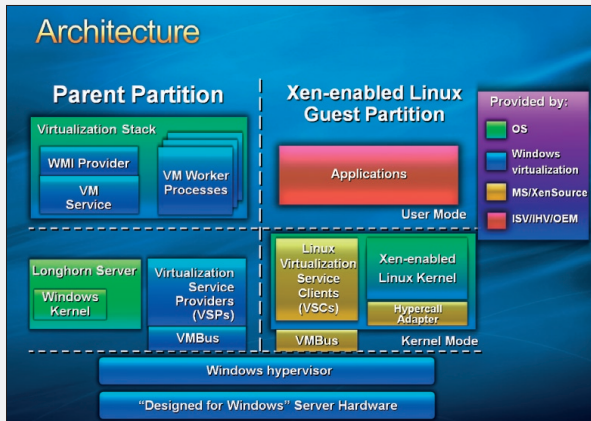 Architecture
Parent Partition
Virtualization Stack
WMI Provider
VM
Service
VM Worker
Processes
Xen-enabled Linux
Guest Partition
Applications
User Mode
Provided by:
OS
Windows
virtualization
MS/XenSource
ISV/IHV/OEM
Longhorn Server
Windows
Kernel
Virtualization
Service
Providers
(VSPs)
VMBus
Linux
Virtualization
Service
Clients
(VSCs)
VMBus
Xen-enabled
Linux Kernel
Hypercall
Adapter
Kernel Mode
Windows hypervisor
“Designed for Windows” Server Hardware